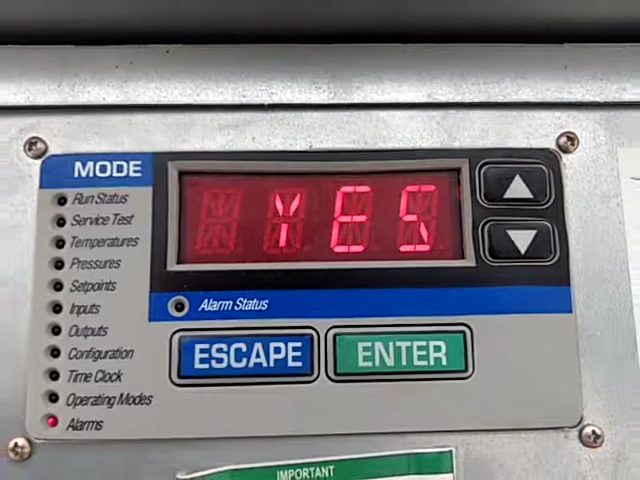 MODE
Run Status
Service Test
Temperatures
Pressures
Setpoints
Inputs
Outputs
Configuration
Time Clock
Operating Modes
Alarms
YES
Alarm Status
ESCAPE
ENTER
IMPORTANT